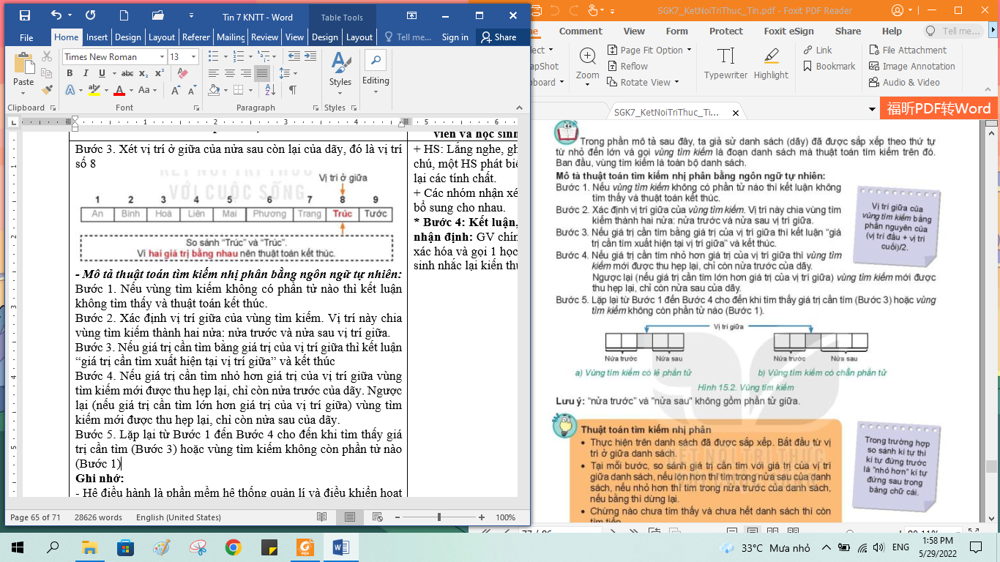 Tin 7 KNTT - Word
Table Tools
File
Home
Insert
Design
Layout
Referer
Mailing
Review
View
Design
Layout
Tell me...
Sign in
Share
Paste
Times New Roman
13
Styles
Editing
Clipboard
Font
Paragraph
Styles
viên và học sinh
Bước 3. Xét vị trí ở giữa của nửa sau còn lại của dãy, đó là vị trí
số 8
KẾT NỐI TRI THỨC
VỚI CUỘC SỐNG
Vị trí ở giữa
1 2 3 4 5 6 7 8 9
An Bình Hoà Liên Mai Phương Trang Trúc Tước
So sánh "Trúc" và "Trúc".
Vì hai giá trị bằng nhau nên thuật toán kết thúc.
- Mô tả thuật toán tìm kiếm nhị phân bằng ngôn ngữ tự nhiên:
Bước 1. Nếu vùng tìm kiếm không có phần tử nào thì kết luận
không tìm thấy và thuật toán kết thúc.
Bước 2. Xác định vị trí giữa của vùng tìm kiếm. Vị trí này chia
vùng tìm kiếm thành hai nửa: nửa trước và nửa sau vị trí giữa.
Bước 3. Nếu giá trị cần tìm bằng giá trị của vị trí giữa thì kết luận
“giá trị cần tìm xuất hiện tại vị trí giữa” và kết thúc
Bước 4. Nếu giá trị cần tìm nhỏ hơn giá trị của vị trí giữa vùng
tìm kiếm mới được thu hẹp lại, chỉ còn nửa trước của dãy. Ngược
lại (nếu giá trị cần tìm lớn hơn giá trị của vị trí giữa) vùng tìm
kiếm mới được thu hẹp lại, chỉ còn nửa sau của dãy.
Bước 5. Lặp lại từ Bước 1 đến Bước 4 cho đến khi tìm thấy giá
trị cần tìm (Bước 3) hoặc vùng tìm kiếm không còn phần tử nào
(Bước 1)
Ghi nhớ:
- Hệ điều hành là phần mềm hệ thống quản lí và điều khiển hoạt
+ HS: Lắng nghe, gh
chú, một HS phát biể
lại các tính chất.
+ Các nhóm nhận xé
bổ sung cho nhau.
* Bước 4: Kết luận,
nhận định: GV chín
xác hóa và gọi 1 học
sinh nhắc lại kiến thứ
Page 65 of 71
28626 words
English (United States)
100%
SGK7_KetNoiTriThuc_Tin.pdf - Foxit PDF Reader
Comment
View
Form
Protect
Foxit eSign
Share
Help
Tell me...
Zoom
Page Fit Option
Reflow
Rotate View
Typewriter
Highlight
Link
Bookmark
File Attachment
Image Annotation
Audio & Video
SGK7_KetNoiTriThuc_Tin...
福昕PDF转Word
Trong phần mô tả sau đây, ta giả sử danh sách (dãy) đã được sắp xếp theo thứ tự
từ nhỏ đến lớn và gọi vùng tìm kiếm là đoạn danh sách mà thuật toán tìm kiếm trên đó.
Ban đầu, vùng tìm kiếm là toàn bộ danh sách.
Mô tả thuật toán tìm kiếm nhị phân bằng ngôn ngữ tự nhiên:
Bước 1. Nếu vùng tìm kiếm không có phần tử nào thì kết luận không
tìm thấy và thuật toán kết thúc.
Bước 2. Xác định vị trí giữa của vùng tìm kiếm. Vị trí này chia vùng tìm
kiếm thành hai nửa: nửa trước và nửa sau vị trí giữa.
Bước 3. Nếu giá trị cần tìm bằng giá trị của vị trí giữa thì kết luận “giá
trị cần tìm xuất hiện tại vị trí giữa” và kết thúc.
Bước 4. Nếu giá trị cần tìm nhỏ hơn giá trị của vị trí giữa thì vùng tìm
kiếm mới được thu hẹp lại, chỉ còn nửa trước của dãy.
Ngược lại (nếu giá trị cần tìm lớn hơn giá trị của vị trí giữa) vùng tìm kiếm mới được
thu hẹp lại, chỉ còn nửa sau của dãy.
Bước 5. Lặp lại từ Bước 1 đến Bước 4 cho đến khi tìm thấy giá trị cần tìm (Bước 3) hoặc vùng
tìm kiếm không còn phần tử nào (Bước 1).
Vị trí giữa của
vùng tìm kiếm bằng
phần nguyên của
(vị trí đầu + vị trí
cuối)/2.
Vị trí giữa
Nửa trước
Nửa sau
Nửa trước
Nửa sau
a) Vùng tìm kiếm có lẻ phần tử
b) Vùng tìm kiếm có chẵn phần tử
Hình 15.2. Vùng tìm kiếm
Lưu ý: “nửa trước” và "nửa sau" không gồm phần tử giữa.
Thuật toán tìm kiếm nhị phân
• Thực hiện trên danh sách đã được sắp xếp. Bắt đầu từ vị
trí ở giữa danh sách.
• Tại mỗi bước, so sánh giá trị cần tìm với giá trị của vị trí
giữa danh sách, nếu lớn hơn thì tìm trong nửa sau của danh
sách, nếu nhỏ hơn thì tìm trong nửa trước của danh sách,
nếu bằng thì dừng lại.
• Chừng nào chưa tìm thấy và chưa hết danh sách thì còn
tìm tiếp.
Trong trường hợp
so sánh kí tự thì
kí tự đứng trước
là “nhỏ hơn” kí tự
đứng sau trong
bảng chữ cái.
33°C Mưa nhỏ
ENG
1:58 PM
5/29/2022